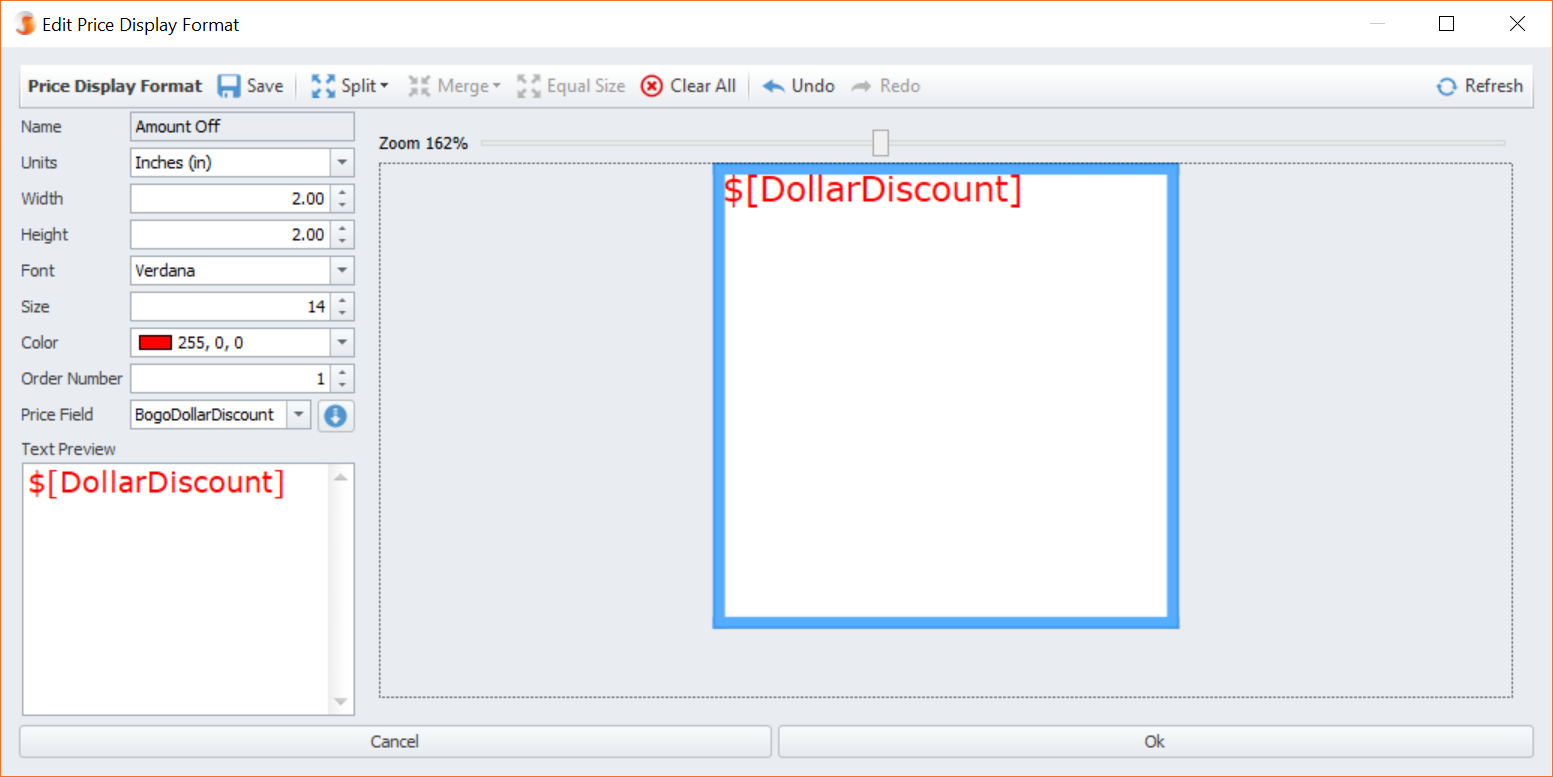 Edit Price Display Format
Price Display Format Save Split Merge Equal Size Clear All Undo Redo Refresh
Name Amount Off
Zoom 162%
Units Inches (in)
Width 2.00
Height 2.00
Font Verdana
Size 14
Color 255, 0, 0
Order Number 1
Price Field BogoDollarDiscount
Text Preview
$[DollarDiscount]
$[DollarDiscount]
Cancel Ok